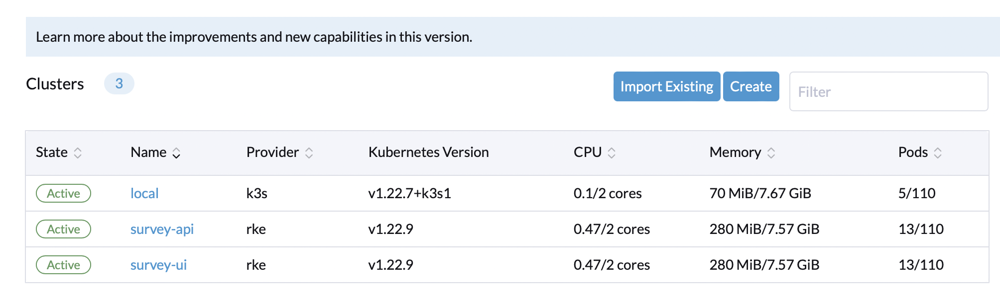 Learn more about the improvements and new capabilities in this version.
Clusters 3 Import Existing Create Filter
State Name Provider Kubernetes Version CPU Memory Pods
Active local k3s v1.22.7+k3s1 0.1/2 cores 70 MiB/7.67 GiB 5/110
Active survey-api rke v1.22.9 0.47/2 cores 280 MiB/7.57 GiB 13/110
Active survey-ui rke v1.22.9 0.47/2 cores 280 MiB/7.57 GiB 13/110